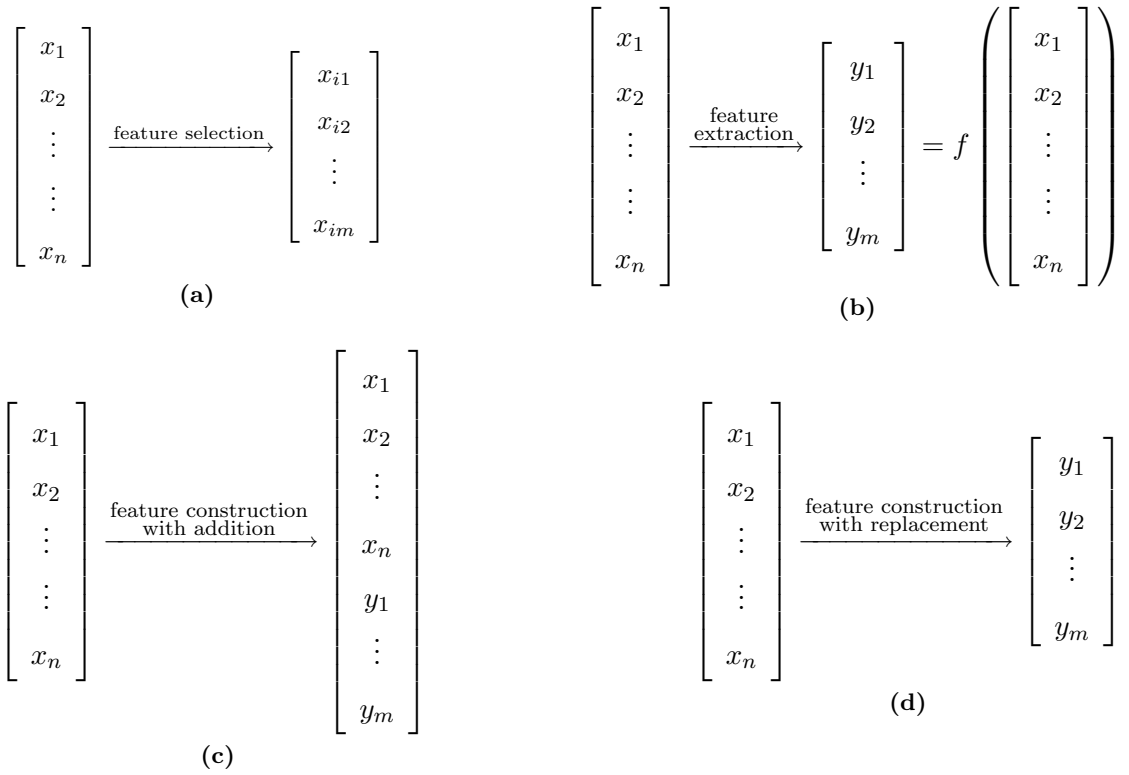 [ x₁ x₂ ⋮ ⋮ xₙ ] feature selection → [ xᵢ₁ xᵢ₂ ⋮ xᵢₘ ]
(a)
[ x₁ x₂ ⋮ ⋮ xₙ ] feature extraction → [ y₁ y₂ ⋮ yₘ ] = f ( [ x₁ x₂ ⋮ ⋮ xₙ ] )
(b)
[ x₁ x₂ ⋮ ⋮ xₙ ] feature construction with addition → [ x₁ x₂ ⋮ xₙ y₁ ⋮ yₘ ]
(c)
[ x₁ x₂ ⋮ ⋮ xₙ ] feature construction with replacement → [ y₁ y₂ ⋮ yₘ ]
(d)